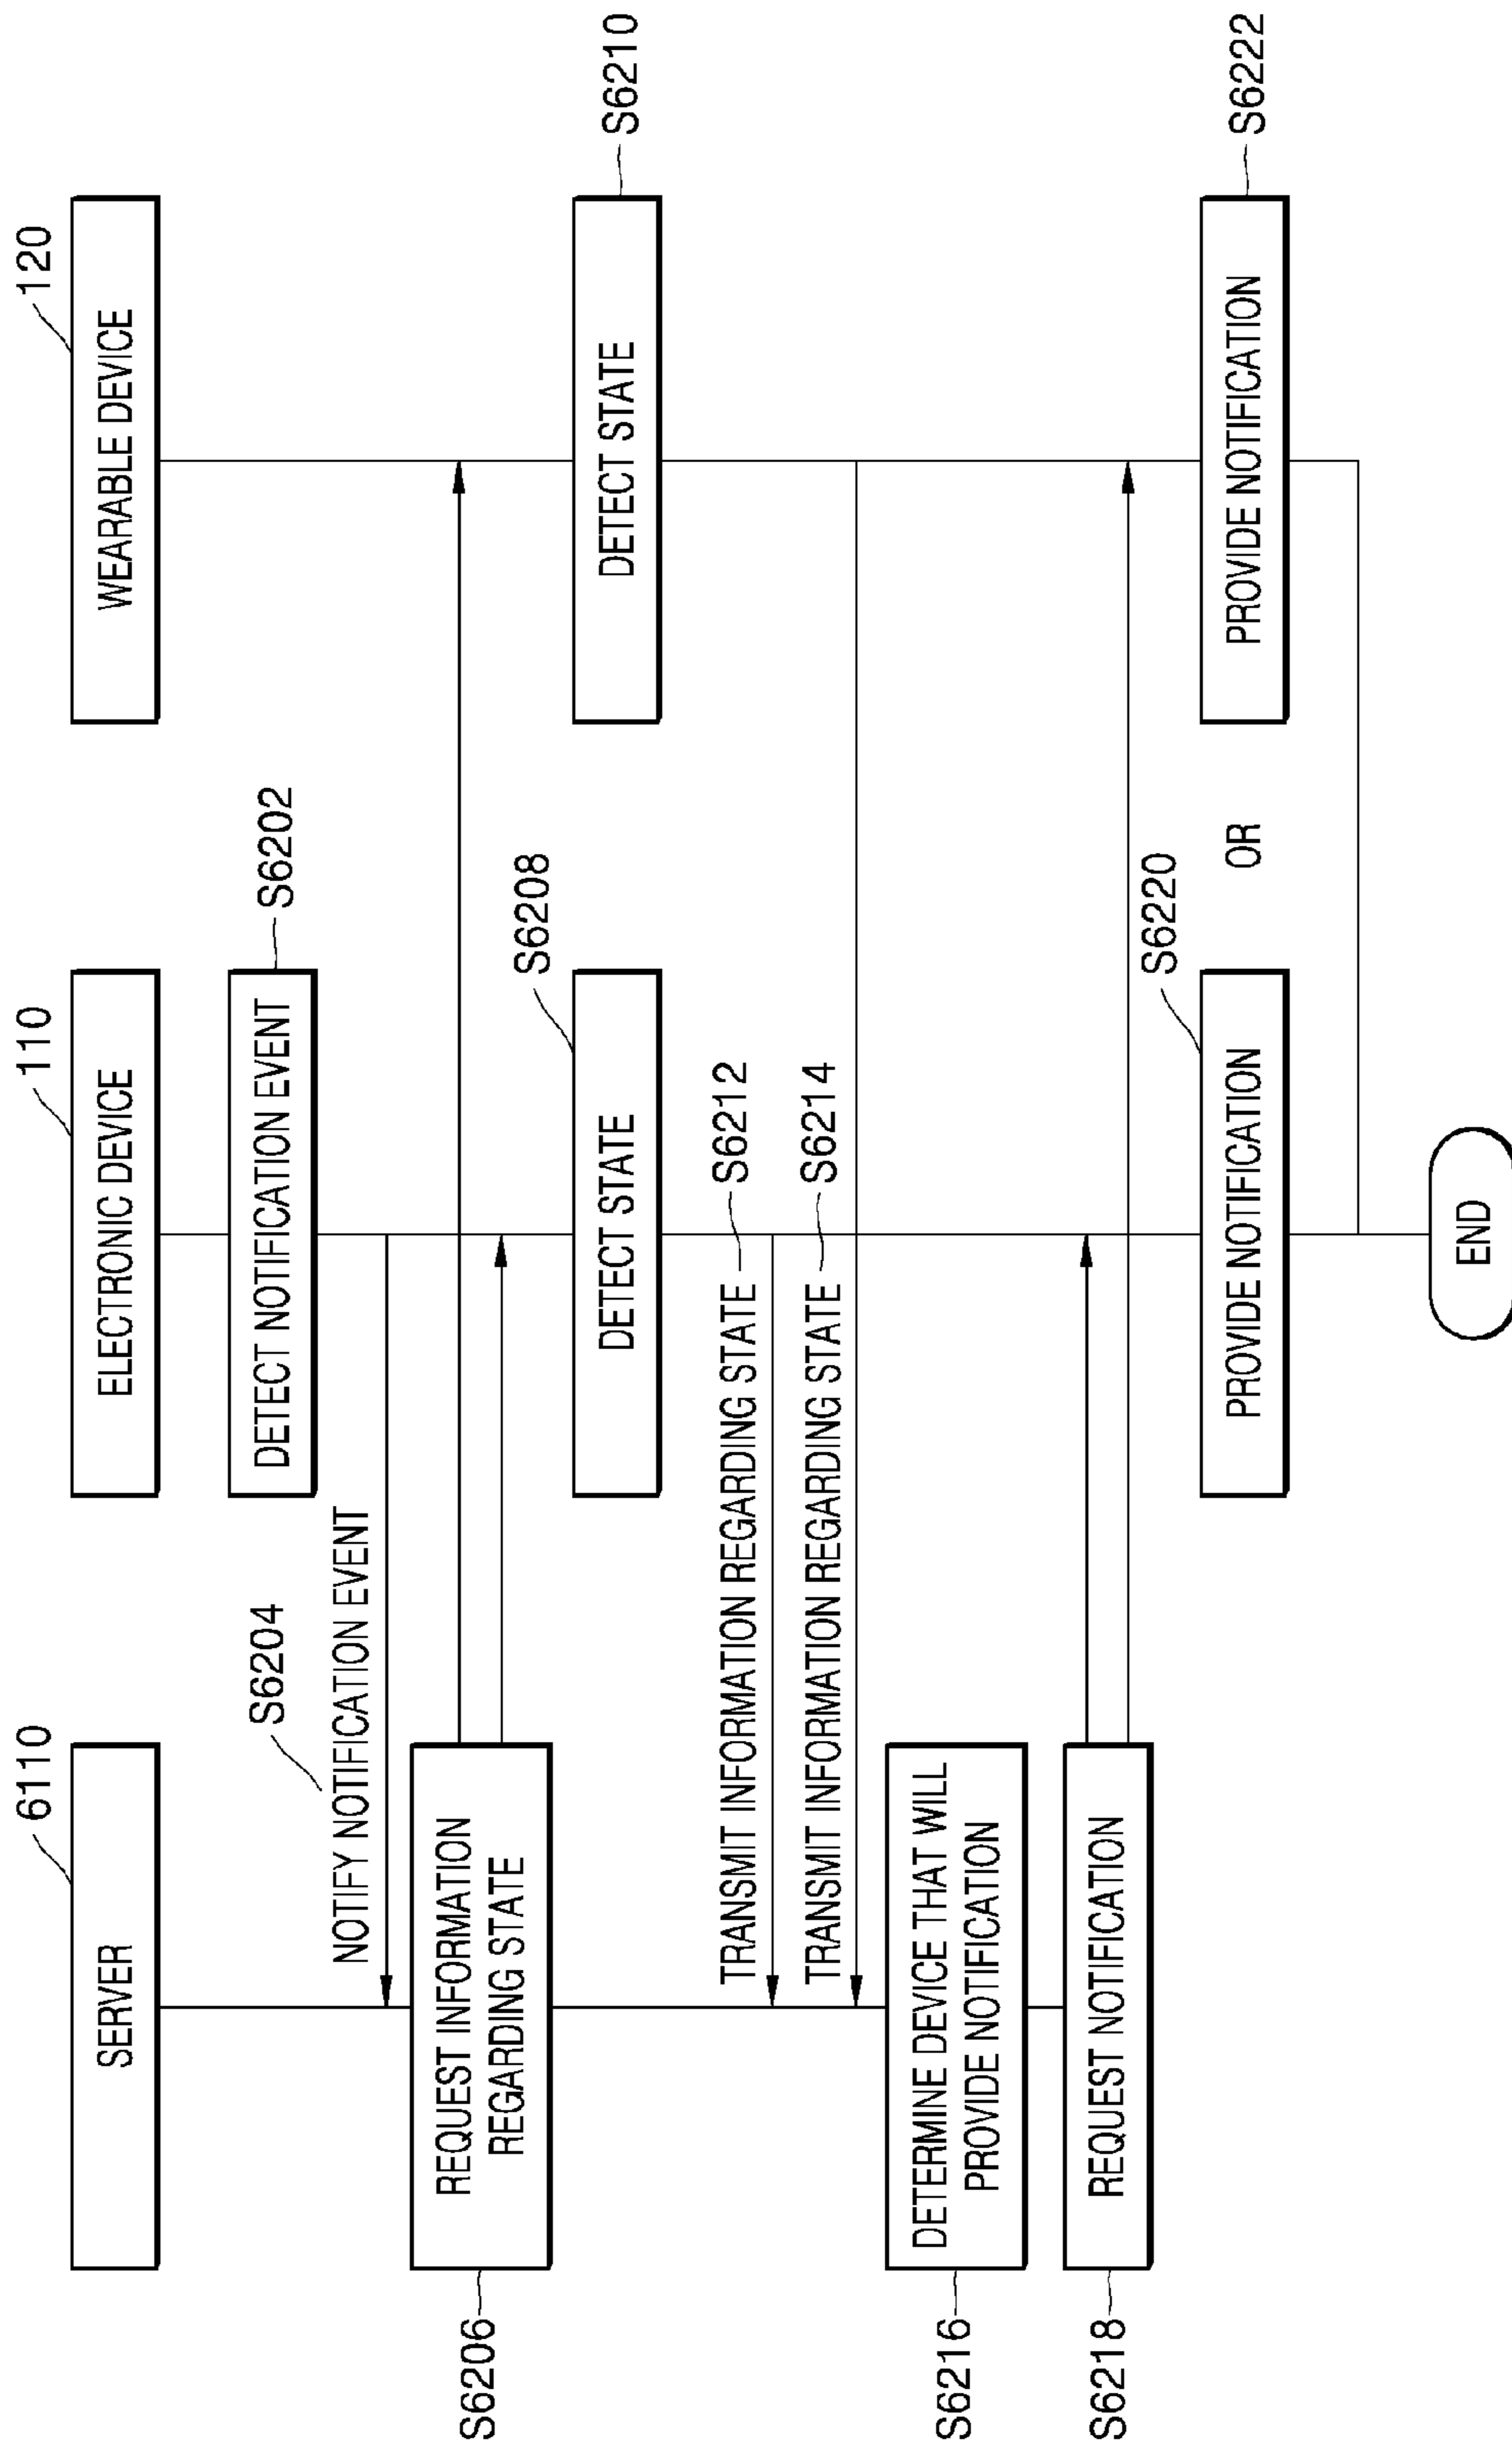 6110
110
120
SERVER
ELECTRONIC DEVICE
WEARABLE DEVICE
DETECT NOTIFICATION EVENT
S6202
S6204
NOTIFY NOTIFICATION EVENT
S6206
REQUEST INFORMATION
REGARDING STATE
S6208
DETECT STATE
DETECT STATE
S6210
TRANSMIT INFORMATION REGARDING STATE
S6212
TRANSMIT INFORMATION REGARDING STATE
S6214
S6216
DETERMINE DEVICE THAT WILL
PROVIDE NOTIFICATION
S6218
REQUEST NOTIFICATION
S6220
PROVIDE NOTIFICATION
OR
PROVIDE NOTIFICATION
S6222
END